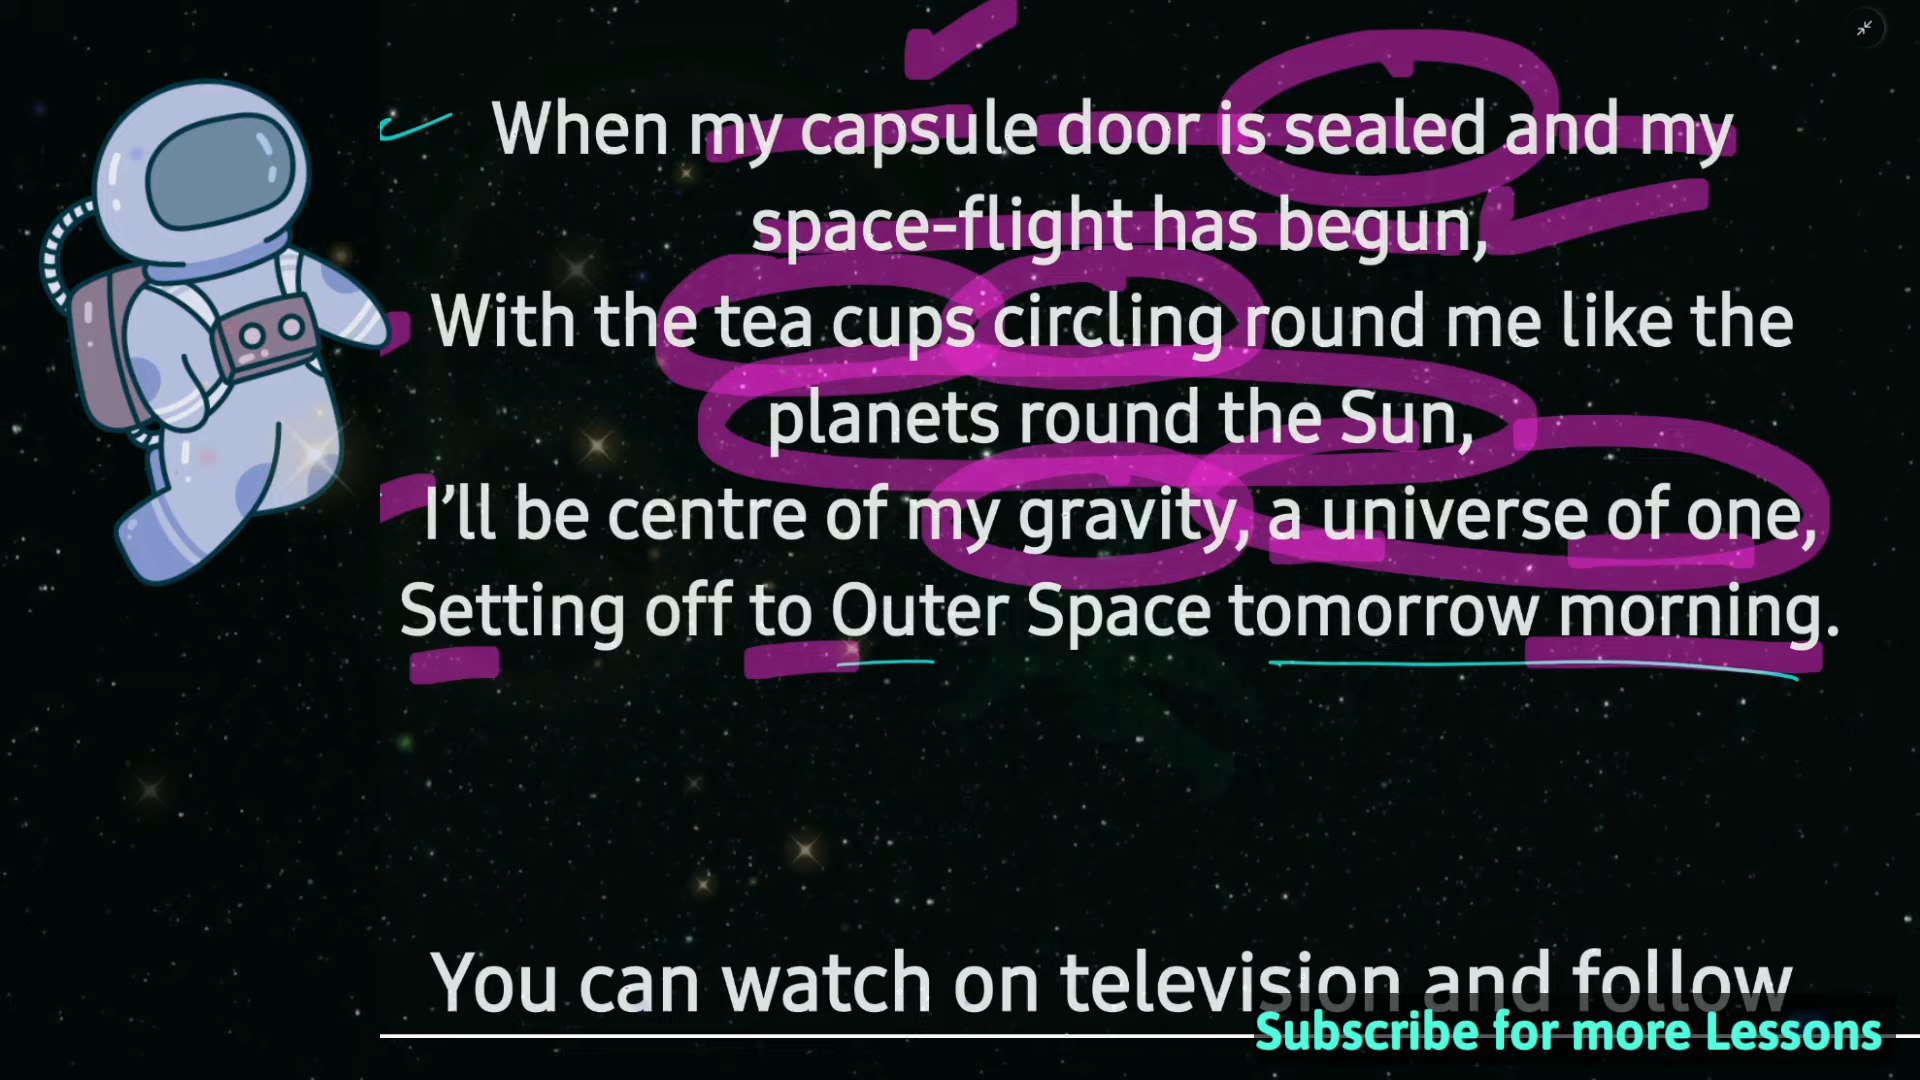 When my capsule door is sealed and my
space-flight has begun,
With the tea cups circling round me like the
planets round the Sun,
I’ll be centre of my gravity, a universe of one,
Setting off to Outer Space tomorrow morning.
You can watch on television and follow
Subscribe for more Lessons